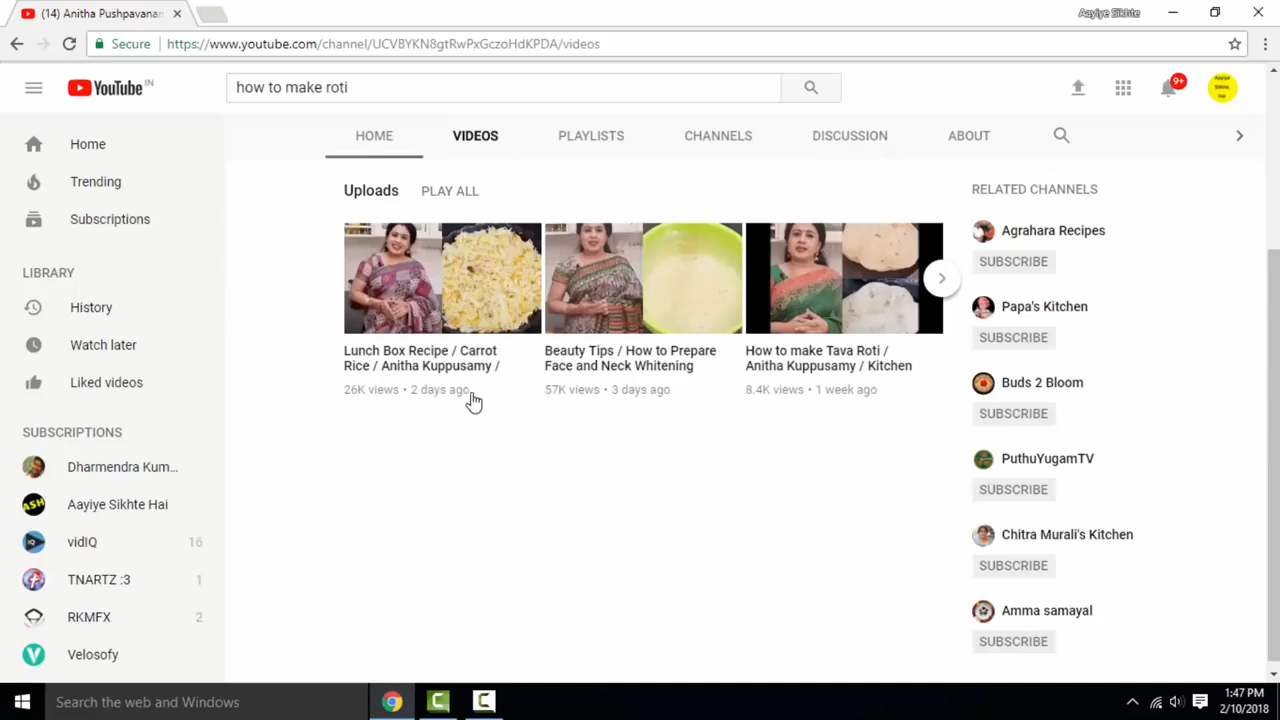 (14) Anitha Pushpavanan
Aayiye Sikhte
Secure
https://www.youtube.com/channel/UCVBYKN8gtRwPxGczoHdKPDA/videos
YouTube IN
how to make roti
9+
HOME
VIDEOS
PLAYLISTS
CHANNELS
DISCUSSION
ABOUT
Home
Trending
Subscriptions
LIBRARY
History
Watch later
Liked videos
SUBSCRIPTIONS
Dharmendra Kum...
ASH
Aayiye Sikhte Hai
vidIQ 16
TNARTZ :3 1
RKMFX 2
Velosofy
Uploads PLAY ALL
Lunch Box Recipe / Carrot
Rice / Anitha Kuppusamy /
26K views • 2 days ago
Beauty Tips / How to Prepare
Face and Neck Whitening
57K views • 3 days ago
How to make Tava Roti /
Anitha Kuppusamy / Kitchen
8.4K views • 1 week ago
RELATED CHANNELS
Agrahara Recipes
SUBSCRIBE
Papa's Kitchen
SUBSCRIBE
Buds 2 Bloom
SUBSCRIBE
PuthuYugamTV
SUBSCRIBE
Chitra Murali's Kitchen
SUBSCRIBE
Amma samayal
SUBSCRIBE
Search the web and Windows
1:47 PM
2/10/2018